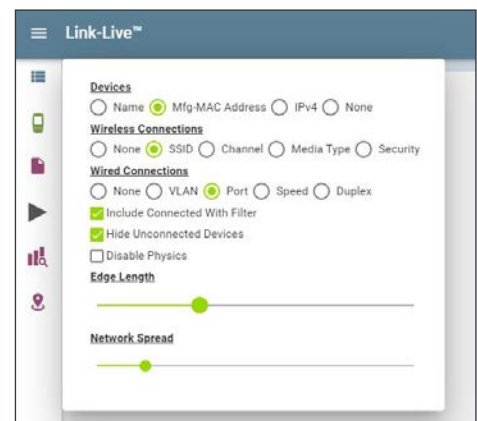 Link-Live™
Devices
Name Mfg-MAC Address IPv4 None
Wireless Connections
None SSID Channel Media Type Security
Wired Connections
None VLAN Port Speed Duplex
Include Connected With Filter
Hide Unconnected Devices
Disable Physics
Edge Length
Network Spread